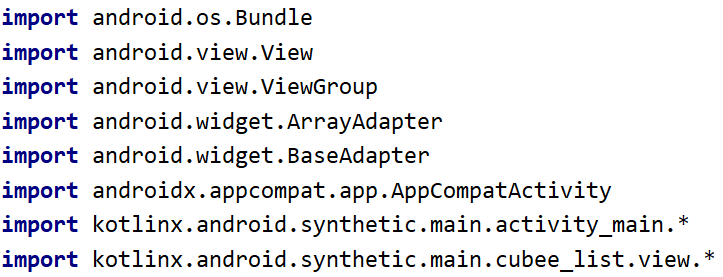 import android.os.Bundle
import android.view.View
import android.view.ViewGroup
import android.widget.ArrayAdapter
import android.widget.BaseAdapter
import androidx.appcompat.app.AppCompatActivity
import kotlinx.android.synthetic.main.activity_main.*
import kotlinx.android.synthetic.main.cubee_list.view.*